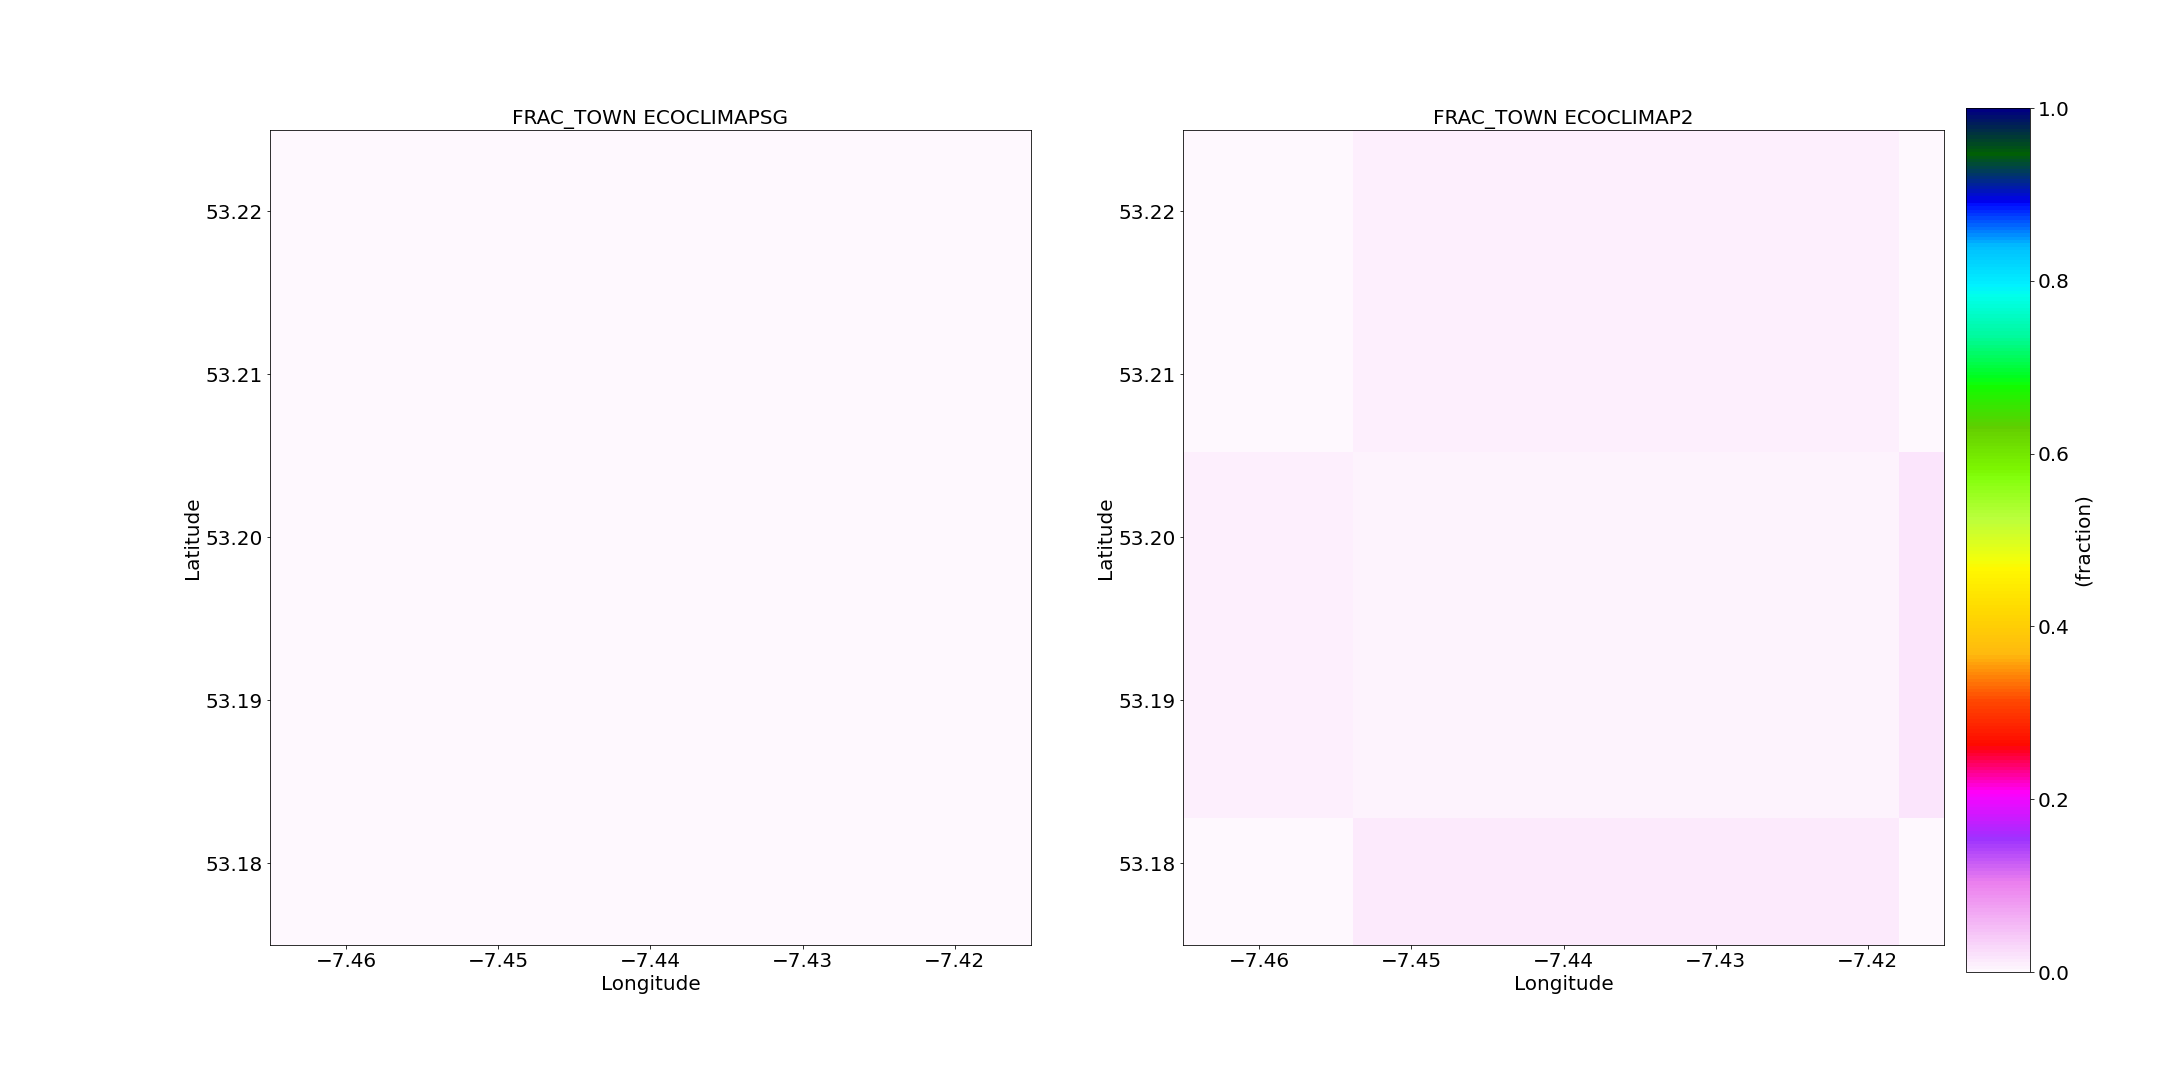 FRAC_TOWN ECOCLIMAPSG
53.22
53.21
53.20
53.19
53.18
Latitude
−7.46 −7.45 −7.44 −7.43 −7.42
Longitude
FRAC_TOWN ECOCLIMAP2
53.22
53.21
53.20
53.19
53.18
Latitude
−7.46 −7.45 −7.44 −7.43 −7.42
Longitude
1.0
0.8
0.6
0.4
0.2
0.0
(fraction)